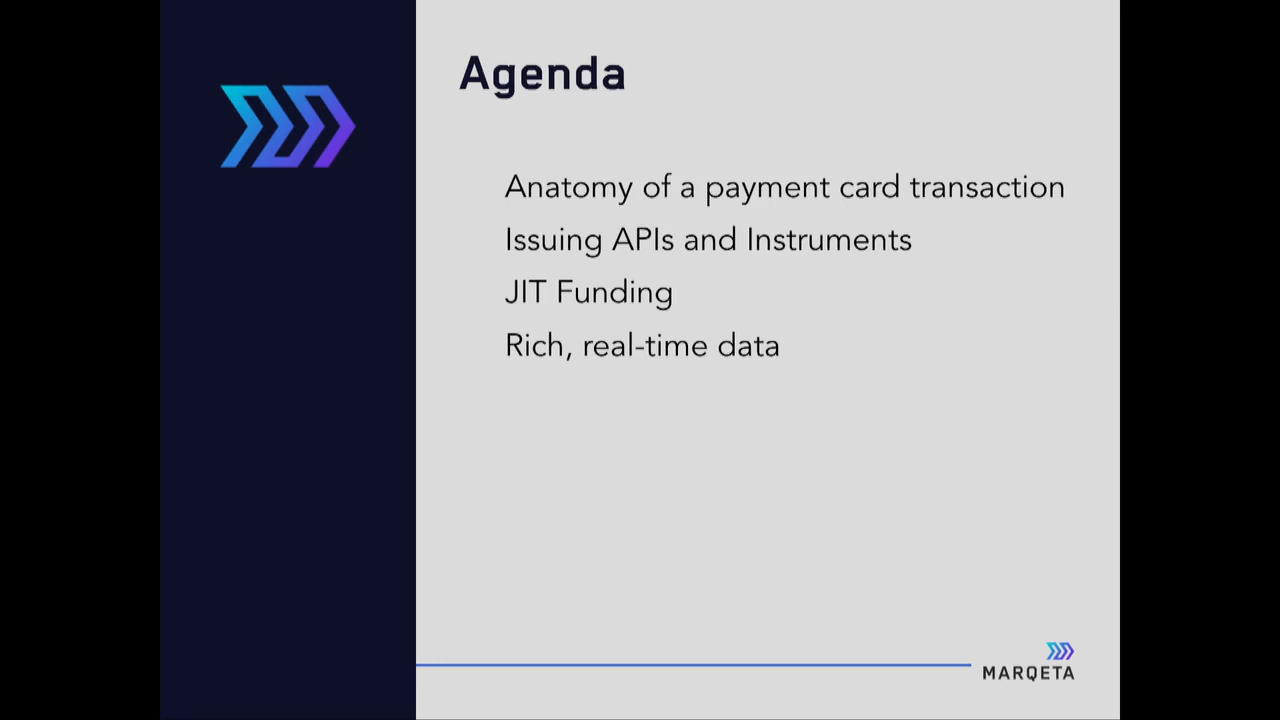 Agenda
Anatomy of a payment card transaction
Issuing APIs and Instruments
JIT Funding
Rich, real-time data
MARQETA